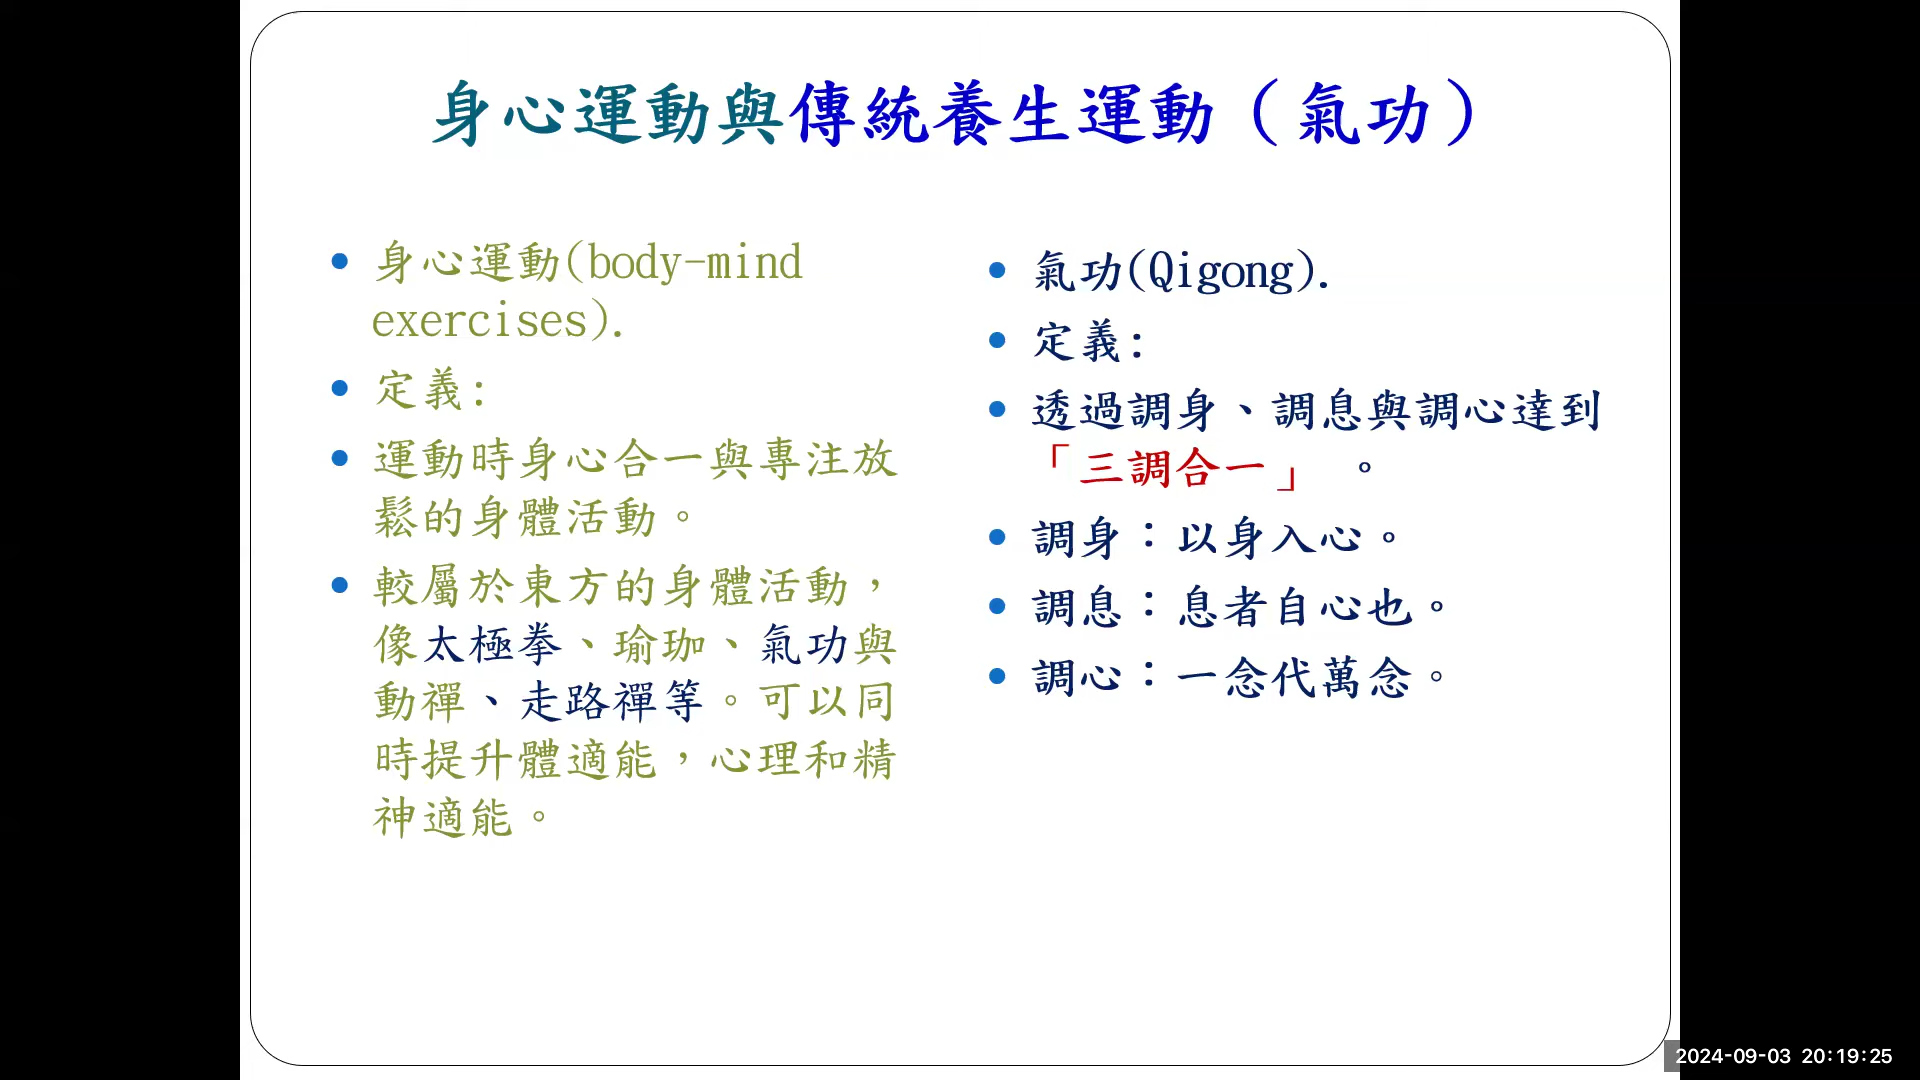 身心運動與傳統養生運動（氣功）
• 身心運動(body-mind
exercises).
• 定義:
• 運動時身心合一與專注放
鬆的身體活動。
• 較屬於東方的身體活動，
像太極拳、瑜珈、氣功與
動禪、走路禪等。可以同
時提升體適能，心理和精
神適能。
• 氣功(Qigong).
• 定義:
• 透過調身、調息與調心達到
「三調合一」 。
• 調身：以身入心。
• 調息：息者自心也。
• 調心：一念代萬念。
2024-09-03 20:19:25